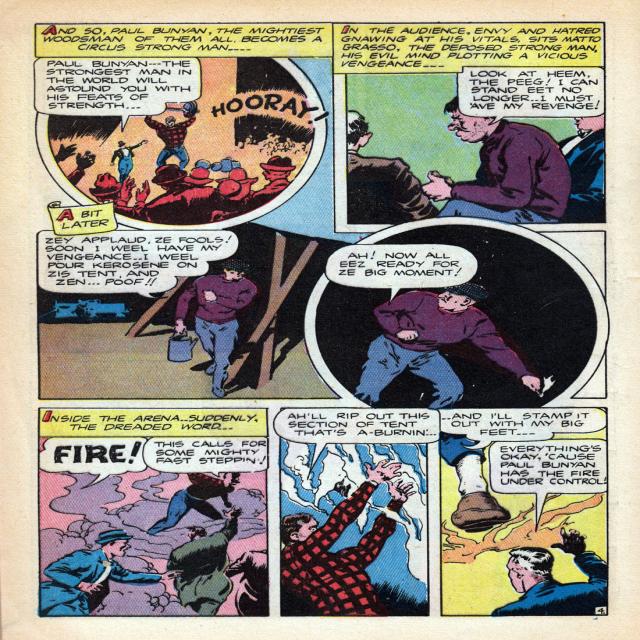 AND SO, PAUL BUNYAN, THE MIGHTIEST
WOODSMAN OF THEM ALL, BECOMES A
CIRCUS STRONG MAN....
PAUL BUNYAN---THE
STRONGEST MAN IN
THE WORLD WILL
ASTOUND YOU WITH
HIS FEATS OF
STRENGTH...
HOORAY!
IN THE AUDIENCE, ENVY AND HATRED
GNAWING AT HIS VITALS, SITS MATTO
GRASSO, THE DEPOSED STRONG MAN,
HIS EVIL MIND PLOTTING A VICIOUS
VENGEANCE---
LOOK AT HEEM,
THE PEEG! I CAN
STAND EET NO
LONGER..I MUST
'AVE MY REVENGE!
A BIT
LATER
ZEY APPLAUD, ZE FOOLS!
SOON I WEEL HAVE MY
VENGEANCE..I WEEL
POUR KEROSENE ON
ZIS TENT, AND
ZEN... POOF!!
AH! NOW ALL
EEZ READY FOR
ZE BIG MOMENT!
INSIDE THE ARENA..SUDDENLY,
THE DREADED WORD...
FIRE!
THIS CALLS FOR
SOME MIGHTY
FAST STEPPIN'!
AH'LL RIP OUT THIS
SECTION OF TENT
THAT'S A-BURNIN'...
...AND I'LL STAMP IT
OUT WITH MY BIG
FEET---
EVERYTHING'S
OKAY, 'CAUSE
PAUL BUNYAN
HAS THE FIRE
UNDER CONTROL!
4